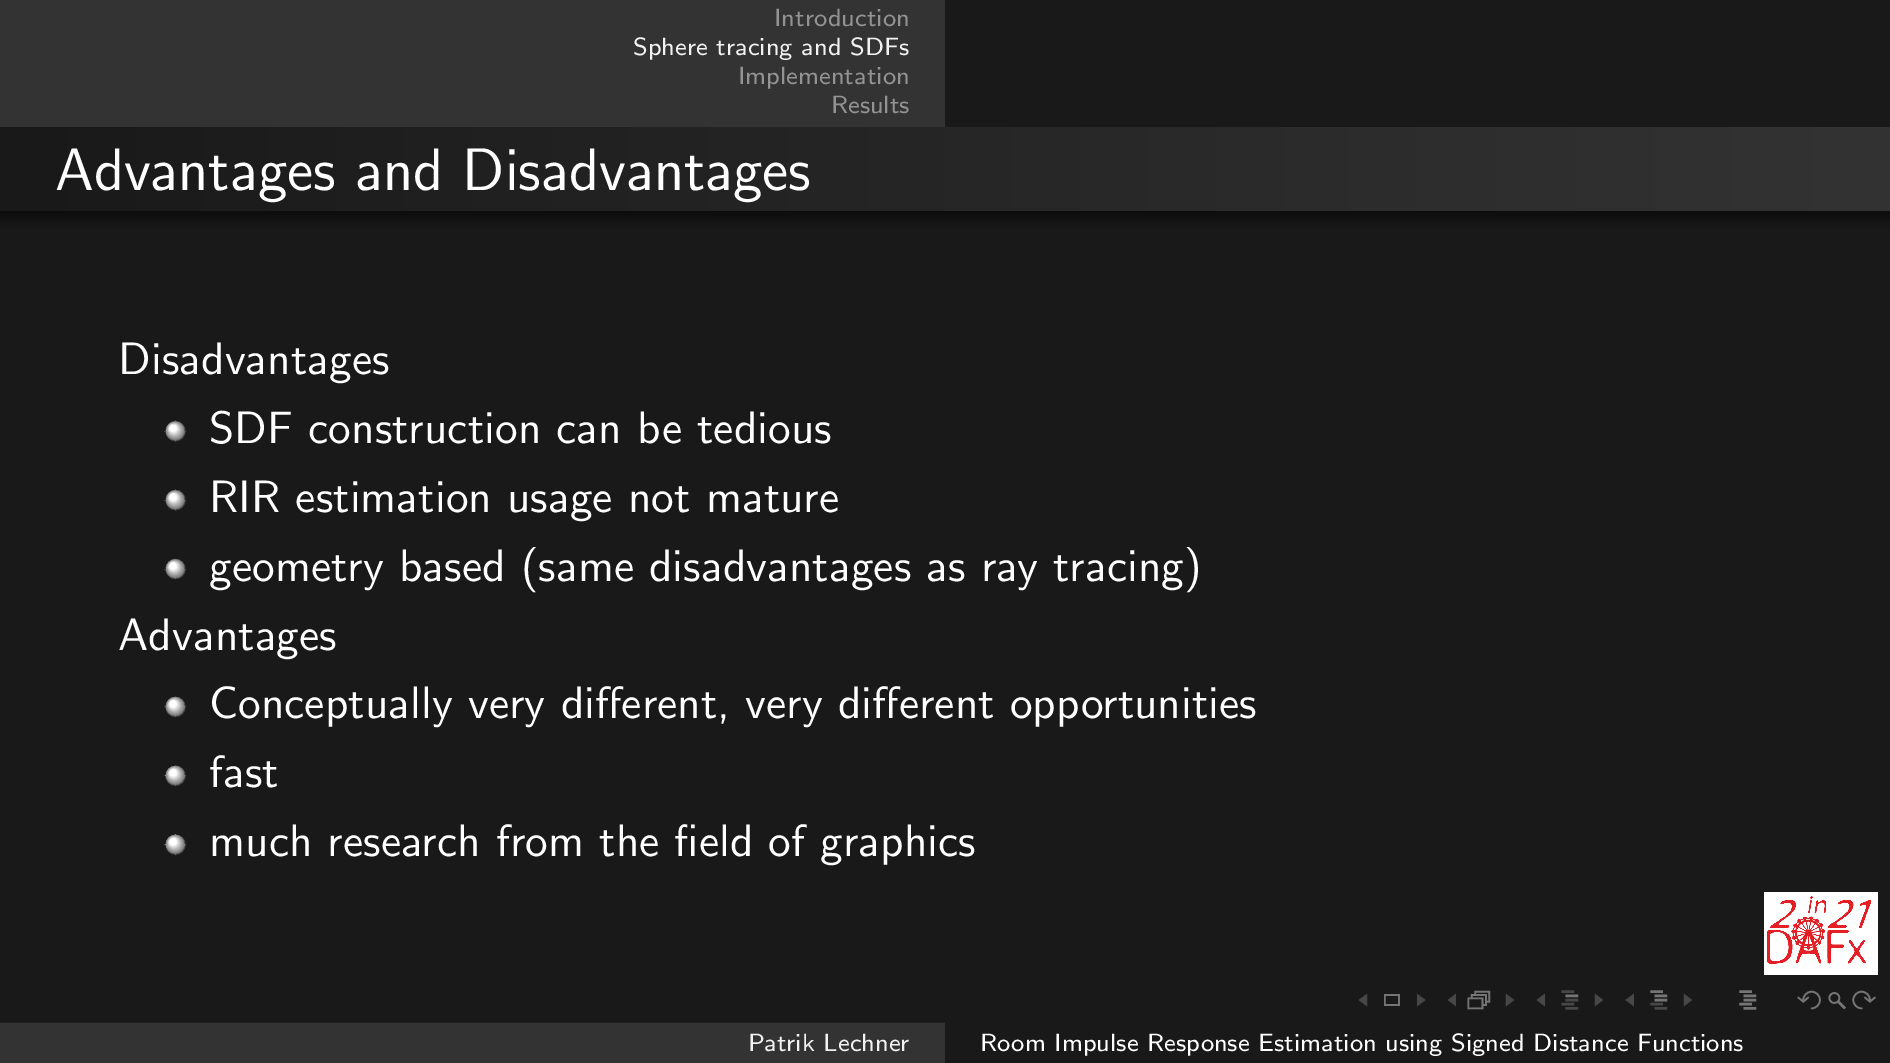 Introduction
Sphere tracing and SDFs
Implementation
Results
Advantages and Disadvantages
Disadvantages
SDF construction can be tedious
RIR estimation usage not mature
geometry based (same disadvantages as ray tracing)
Advantages
Conceptually very different, very different opportunities
fast
much research from the field of graphics
2 in 21
DAFx
Patrik Lechner
Room Impulse Response Estimation using Signed Distance Functions